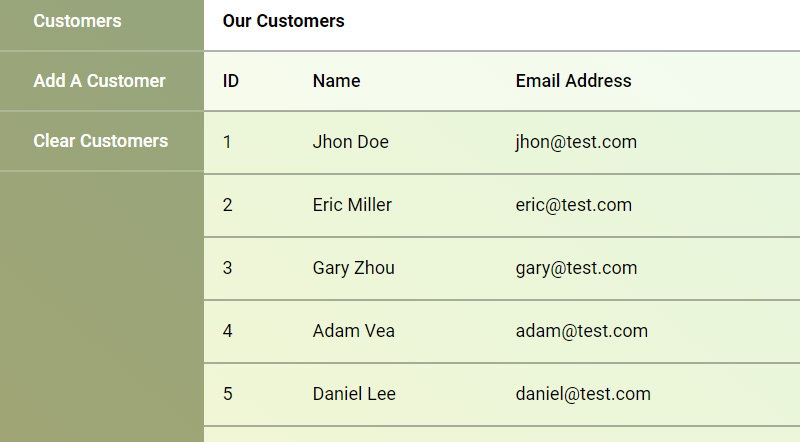 Customers
Add A Customer
Clear Customers
Our Customers
ID Name Email Address
1 Jhon Doe jhon@test.com
2 Eric Miller eric@test.com
3 Gary Zhou gary@test.com
4 Adam Vea adam@test.com
5 Daniel Lee daniel@test.com